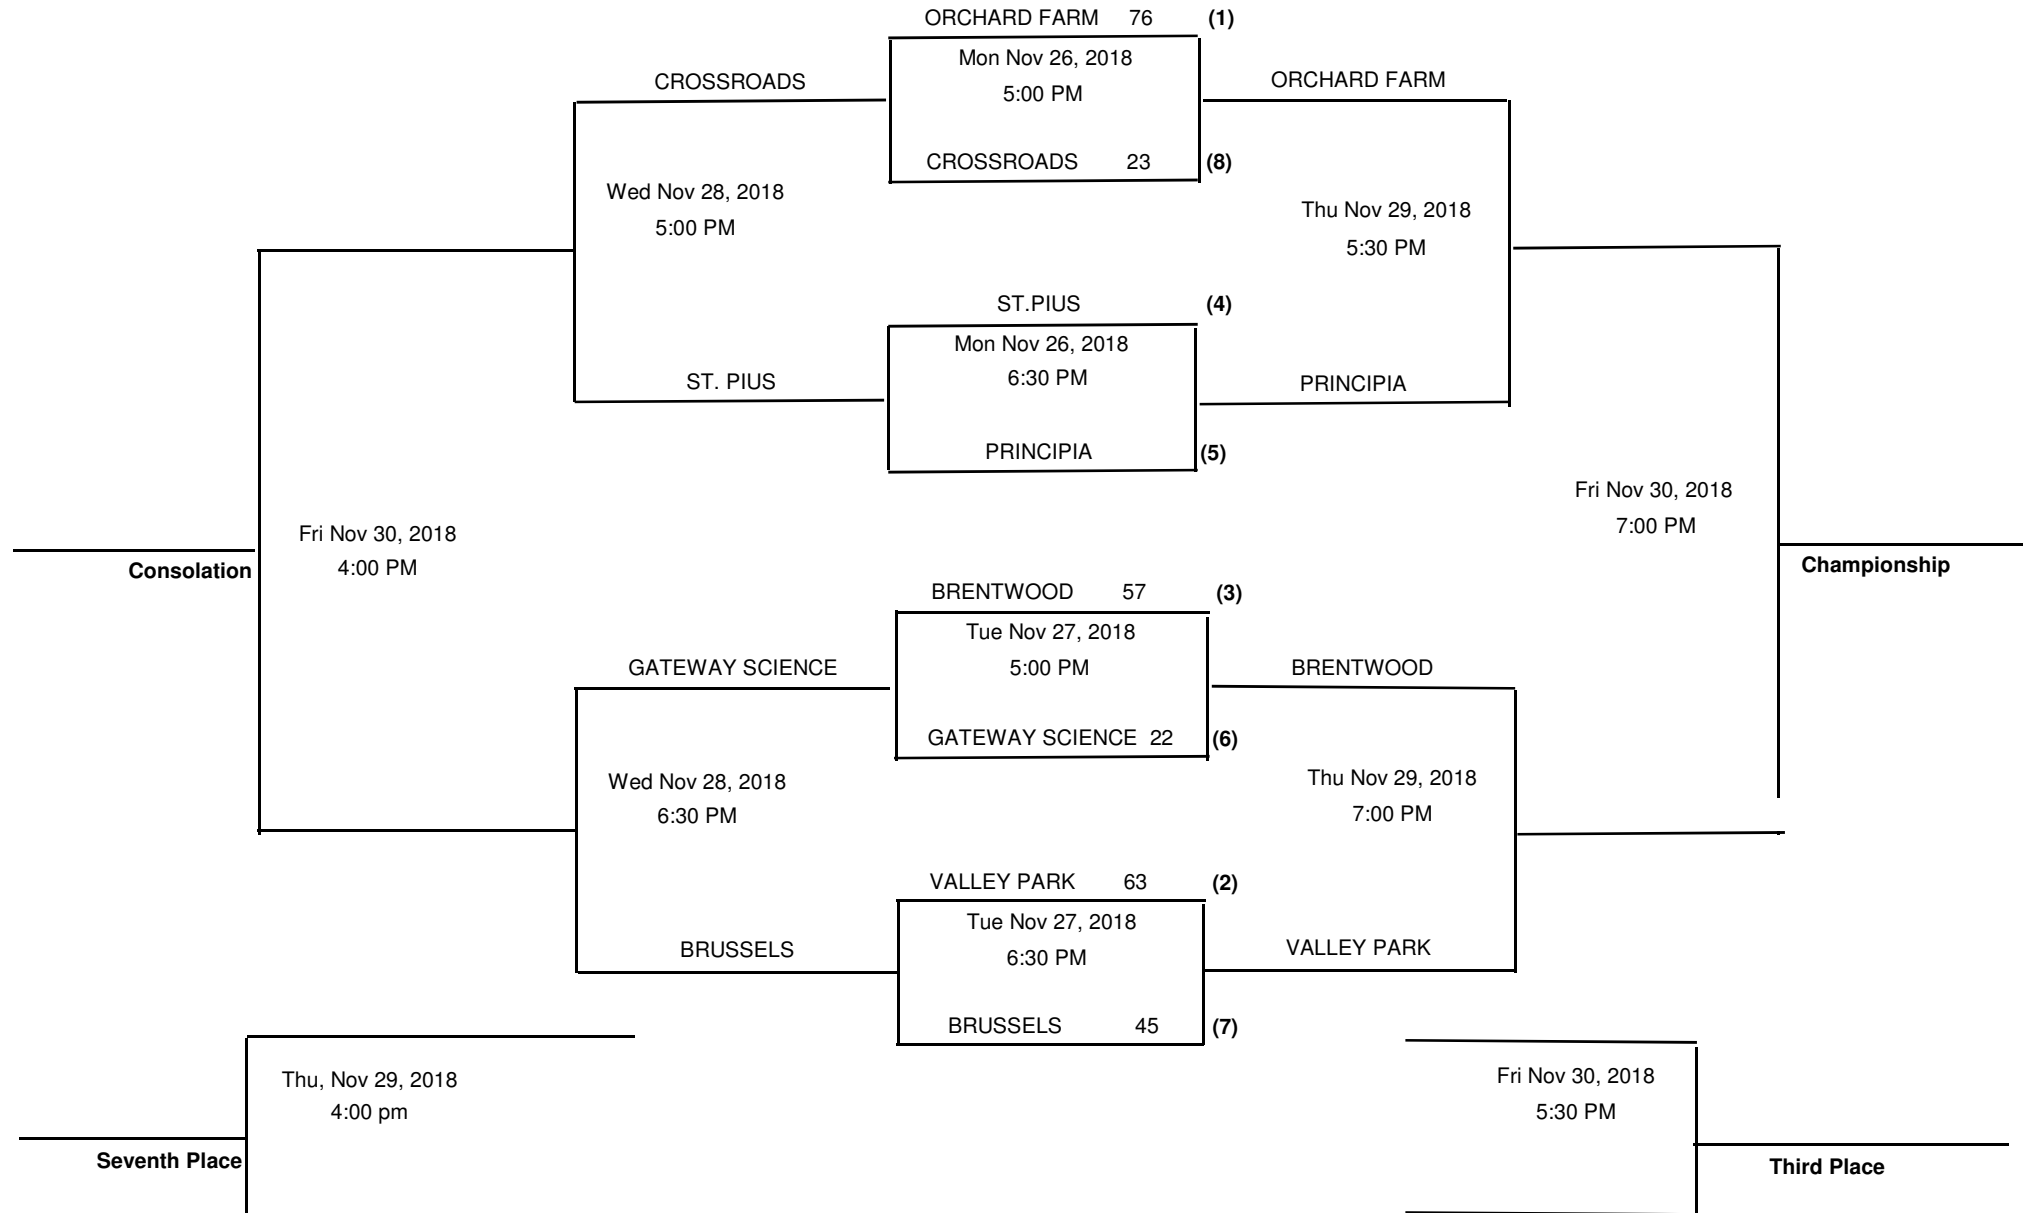 ORCHARD FARM 76 (1)
Mon Nov 26, 2018
CROSSROADS
5:00 PM
ORCHARD FARM
CROSSROADS 23 (8)
Wed Nov 28, 2018
5:00 PM
Thu Nov 29, 2018
5:30 PM
ST.PIUS (4)
Mon Nov 26, 2018
6:30 PM
ST. PIUS
PRINCIPIA
PRINCIPIA (5)
Fri Nov 30, 2018
7:00 PM
Fri Nov 30, 2018
4:00 PM
Consolation
Championship
BRENTWOOD 57 (3)
Tue Nov 27, 2018
GATEWAY SCIENCE
5:00 PM
BRENTWOOD
GATEWAY SCIENCE 22 (6)
Wed Nov 28, 2018
6:30 PM
Thu Nov 29, 2018
7:00 PM
VALLEY PARK 63 (2)
Tue Nov 27, 2018
BRUSSELS
6:30 PM
VALLEY PARK
BRUSSELS 45 (7)
Thu, Nov 29, 2018
4:00 pm
Fri Nov 30, 2018
5:30 PM
Seventh Place
Third Place